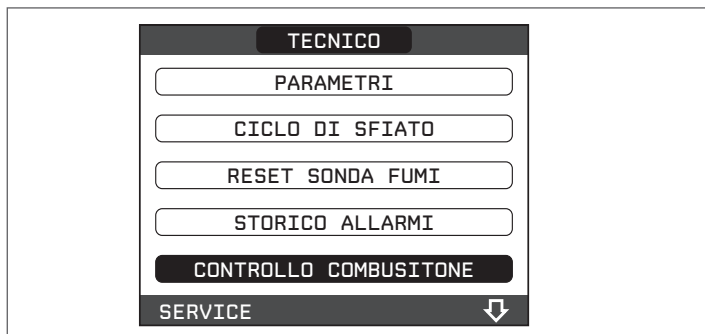 TECNICO
PARAMETRI
CICLO DI SFIATO
RESET SONDA FUMI
STORICO ALLARMI
CONTROLLO COMBUSITONE
SERVICE